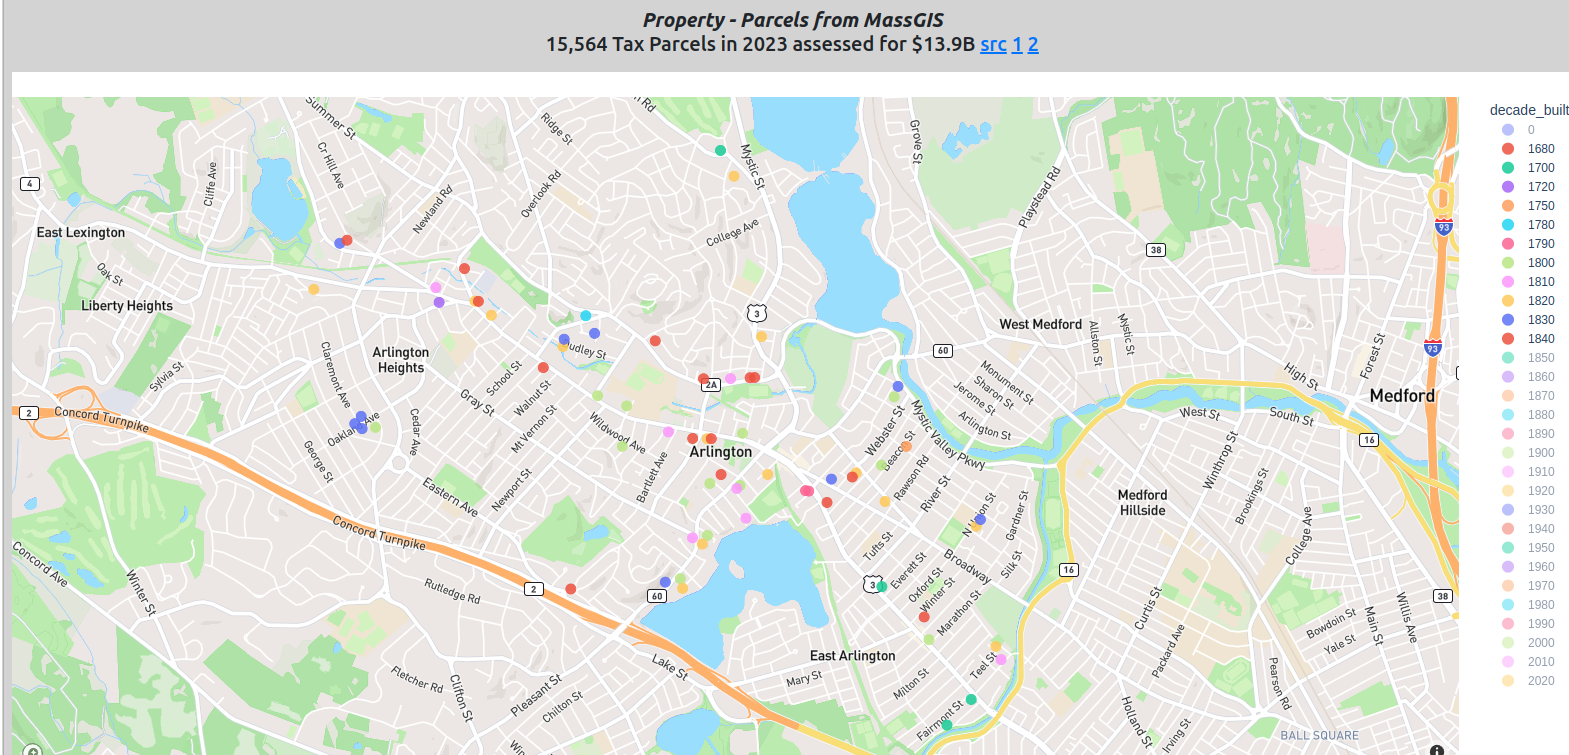 Property - Parcels from MassGIS
15,564 Tax Parcels in 2023 assessed for $13.9B src 1 2
decade_built
0
1680
1700
1720
1750
1780
1790
1800
1810
1820
1830
1840
1850
1860
1870
1880
1890
1900
1910
1920
1930
1940
1950
1960
1970
1980
1990
2000
2010
2020
Summer St
Rd
Ridge St
Mystic St
Grove St
Cr Hill Ave
Cliffe Ave
4
Overlook Rd
Newland Rd
Playstead Rd
East Lexington
College Ave
38
93
Oak St
Liberty Heights
3
West Medford
Allston St
Mystic St
60
93
Forest St
Arlington
Heights
Claremont Ave
Sylvia St
udley St
School St
Walnut St
Gray St
2A
Monument St
Sharon St
Jerome St
Arlington St
High St
Medford
2
Concord Turnpike
Oakland Ave
Cedar Ave
Mt Vernon St
Wildwood Ave
Webster St
Mystic Valley Pkwy
West St
South St
16
George St
Arlington
Bartlett Ave
Rawson Rd
River St
Winthrop St
Brookings St
Eastern Ave
Newport St
Gardner St
Medford
Hillside
College Ave
Concord Turnpike
Tufts St
Broadway
Silk St
Concord Ave
Winter St
Rutledge Rd
2
60
3
Everett St
Oxford St
Winter St
Marathon St
16
Curtis St
38
Willis Ave
Main St
Bowdoin St
Yale St
Packard Ave
East Arlington
Lake St
Mary St
Milton St
Teel St
Pearson Rd
Fletcher Rd
Clifton St
Pleasant St
Chilton St
Fairmont St
Holland St
Irving St
BALL SQUARE